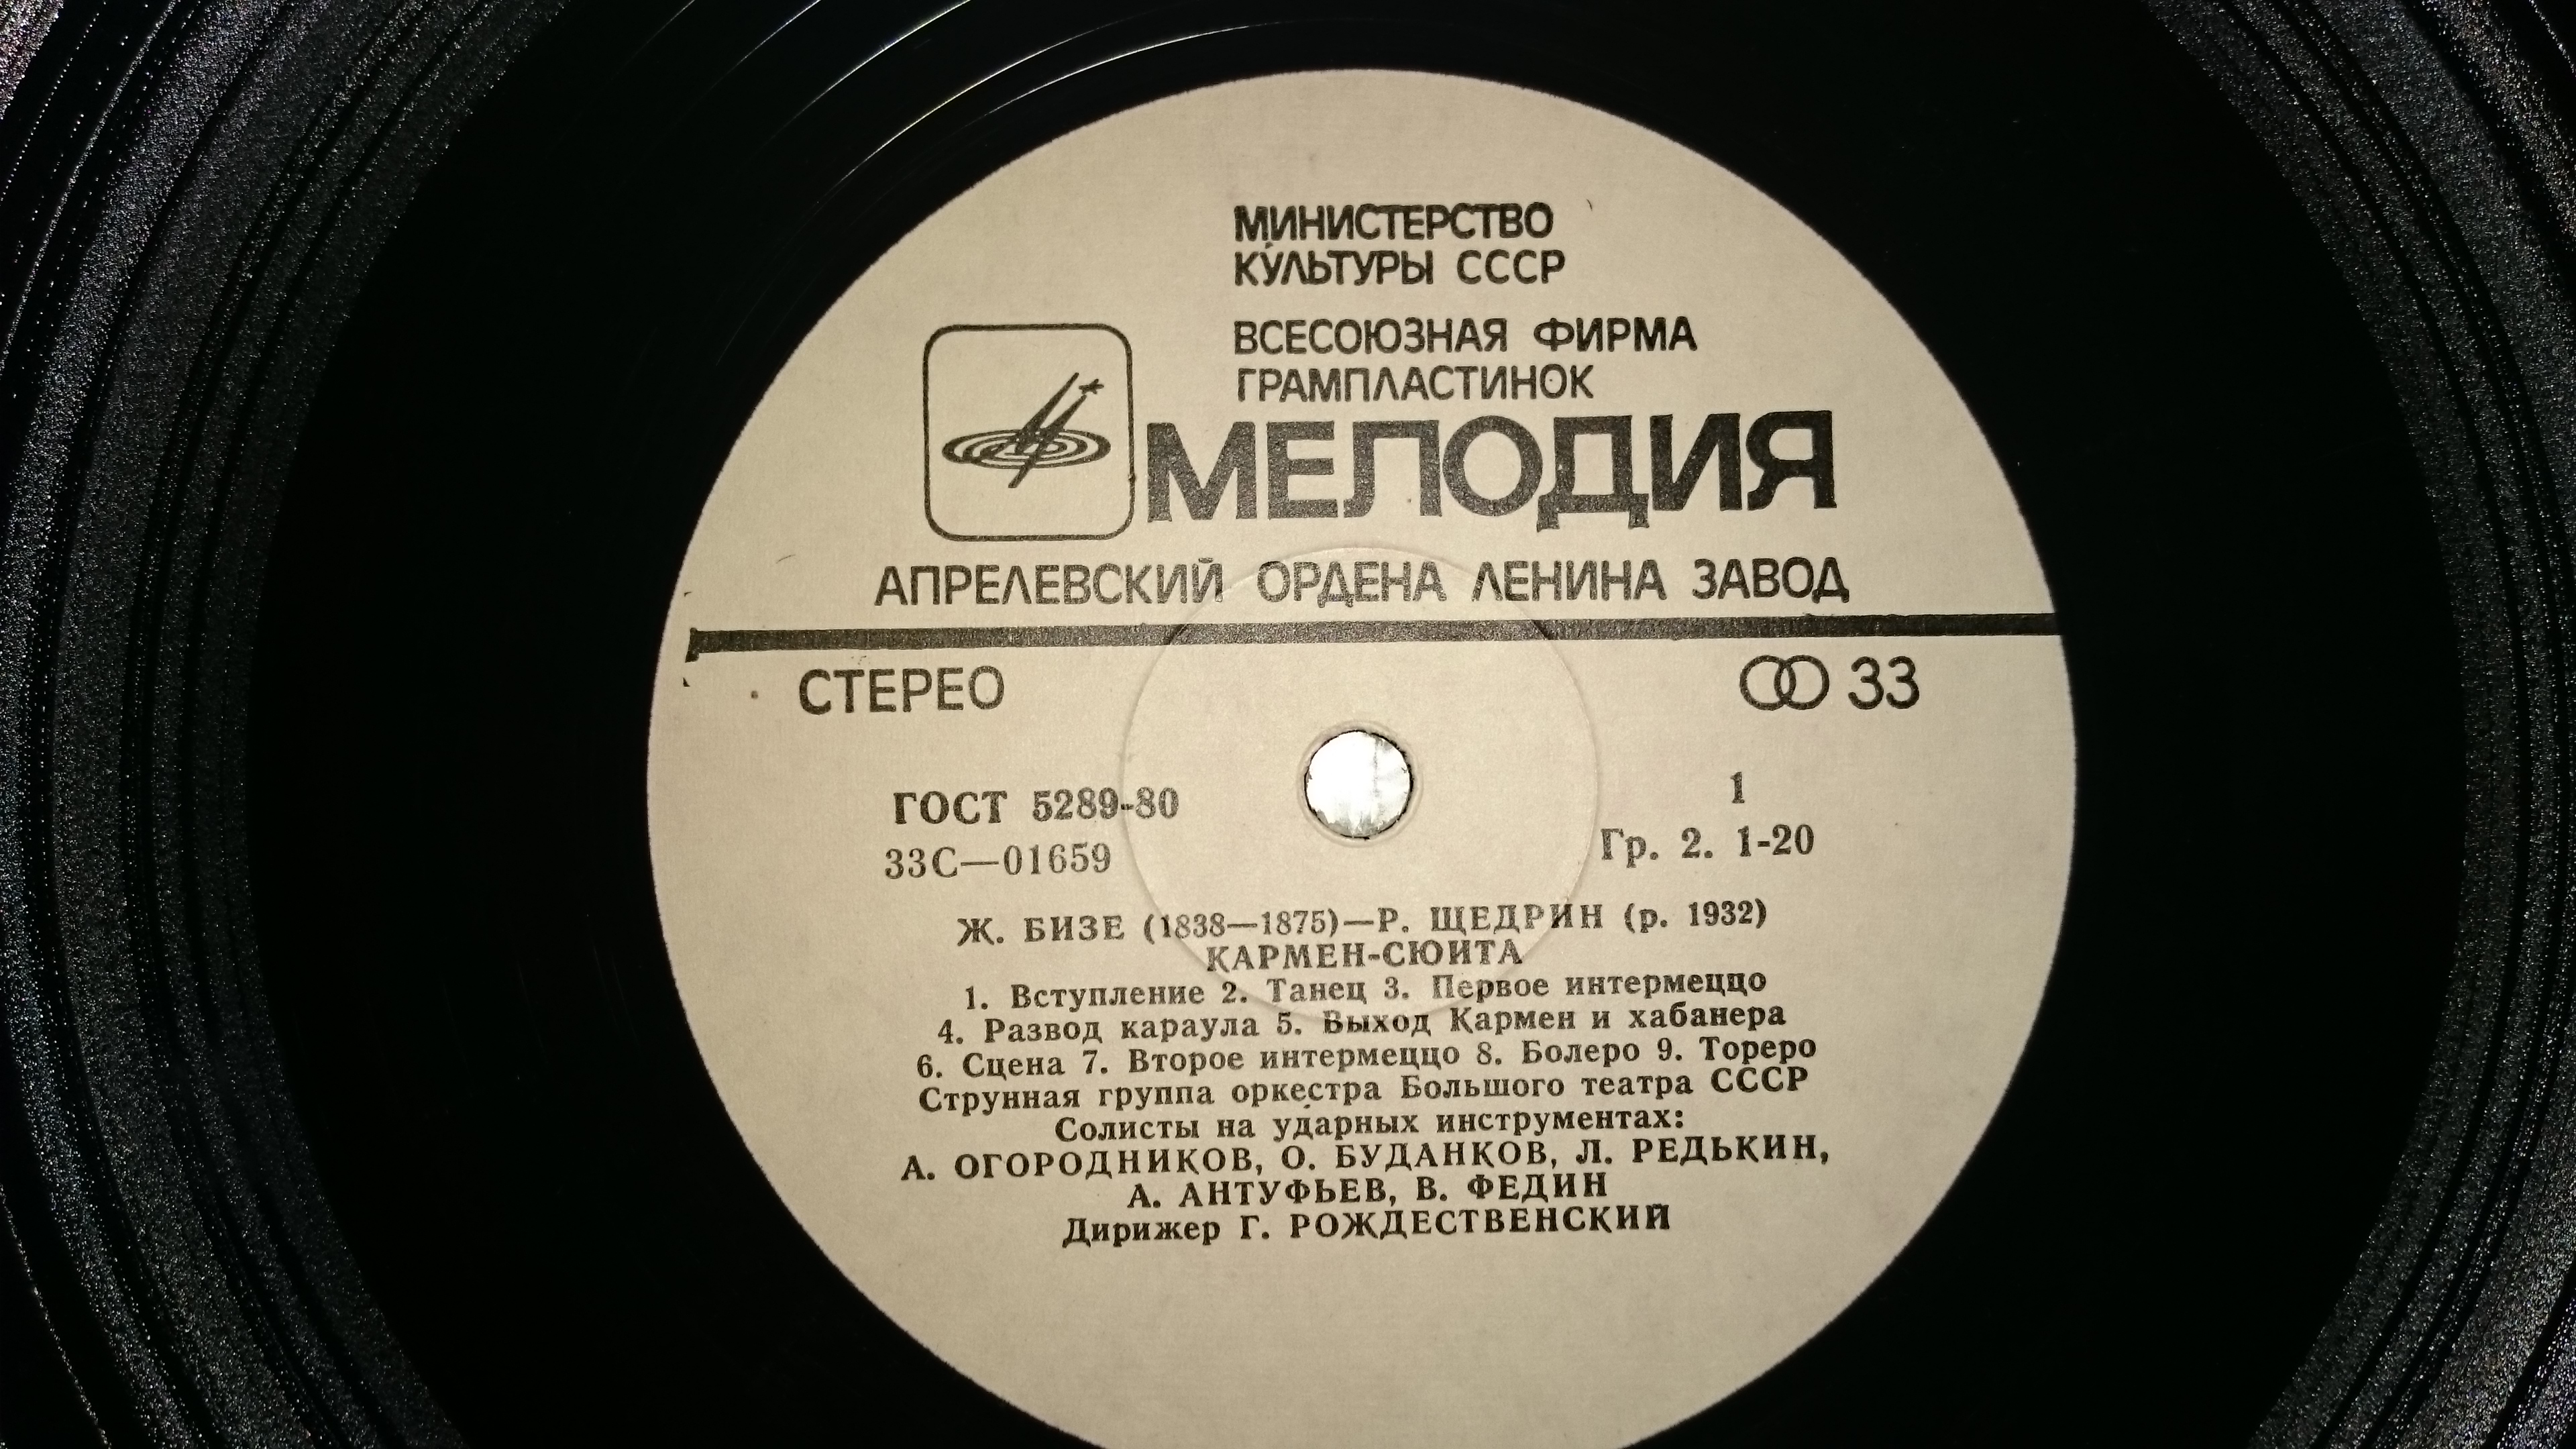 МИНИСТЕРСТВО
КУЛЬТУРЫ СССР
ВСЕСОЮЗНАЯ ФИРМА
ГРАМПЛАСТИНОК
МЕЛОДИЯ
АПРЕЛЕВСКИЙ ОРДЕНА ЛЕНИНА ЗАВОД
СТЕРЕО
33
ГОСТ 5289-80
1
33С—01659
Гр. 2. 1-20
Ж. БИЗЕ (1838—1875)—Р. ЩЕДРИН (р. 1932)
КАРМЕН-СЮИТА
1. Вступление 2. Танец 3. Первое интермеццо
4. Развод караула 5. Выход Кармен и хабанера
6. Сцена 7. Второе интермеццо 8. Болеро 9. Тореро
Струнная группа оркестра Большого театра СССР
Солисты на ударных инструментах:
А. ОГОРОДНИКОВ, О. БУДАНКОВ, Л. РЕДЬКИН,
А. АНТУФЬЕВ, В. ФЕДИН
Дирижер Г. РОЖДЕСТВЕНСКИЙ